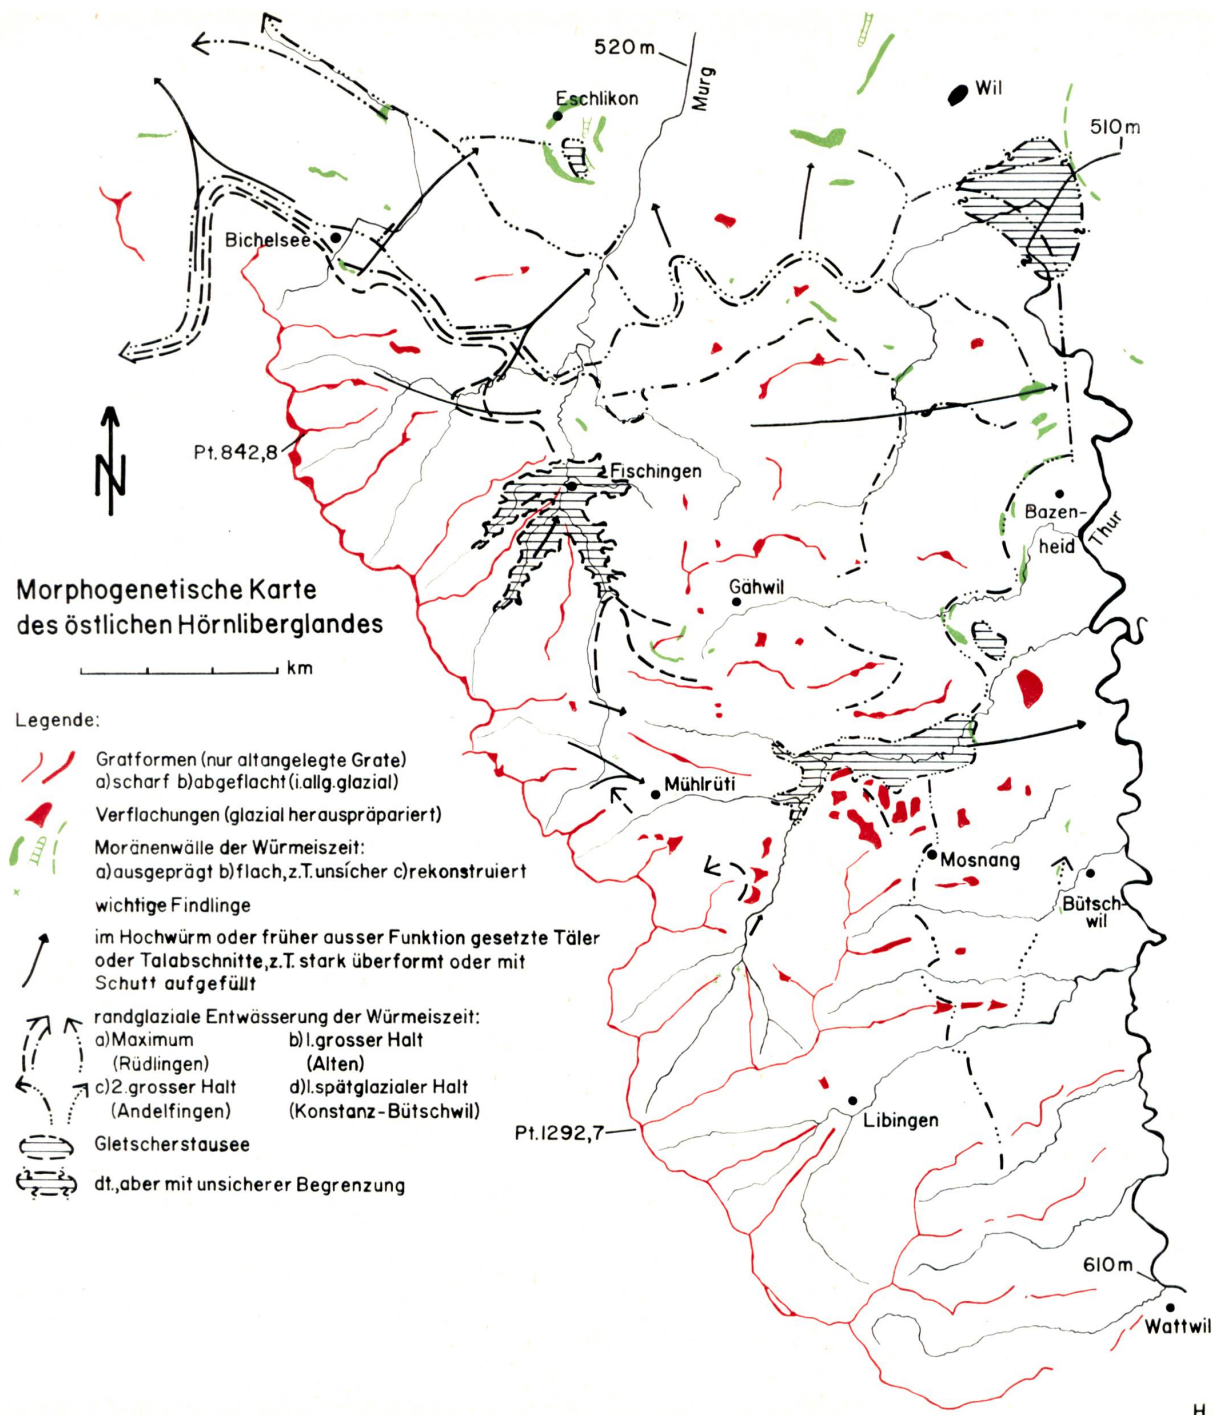 520m
Murg
Eschlikon
Wil
510m
Bichelsee
Pt.842,8
N
Fischingen
Bazen-
heid
Thur
Gähwil
Morphogenetische Karte
des östlichen Hörnliberglandes
km
Legende:
Gratformen (nur altangelegte Grate)
a)scharf b)abgeflacht(i.allg.glazial)
Verflachungen (glazial herauspräpariert)
Moränenwälle der Würmeiszeit:
a)ausgeprägt b)flach,z.T.unsicher c)rekonstruiert
wichtige Findlinge
im Hochwürm oder früher ausser Funktion gesetzte Täler
oder Talabschnitte,z.T. stark überformt oder mit
Schutt aufgefüllt
randglaziale Entwässerung der Würmeiszeit:
a)Maximum b)1.grosser Halt
(Rüdlingen) (Alten)
c)2.grosser Halt d)1.spätglazialer Halt
(Andelfingen) (Konstanz-Bütschwil)
Gletscherstausee
dt.,aber mit unsicherer Begrenzung
Mühlrüti
Mosnang
Bütsch-
wil
Libingen
Pt.1292,7
610m
Wattwil
H